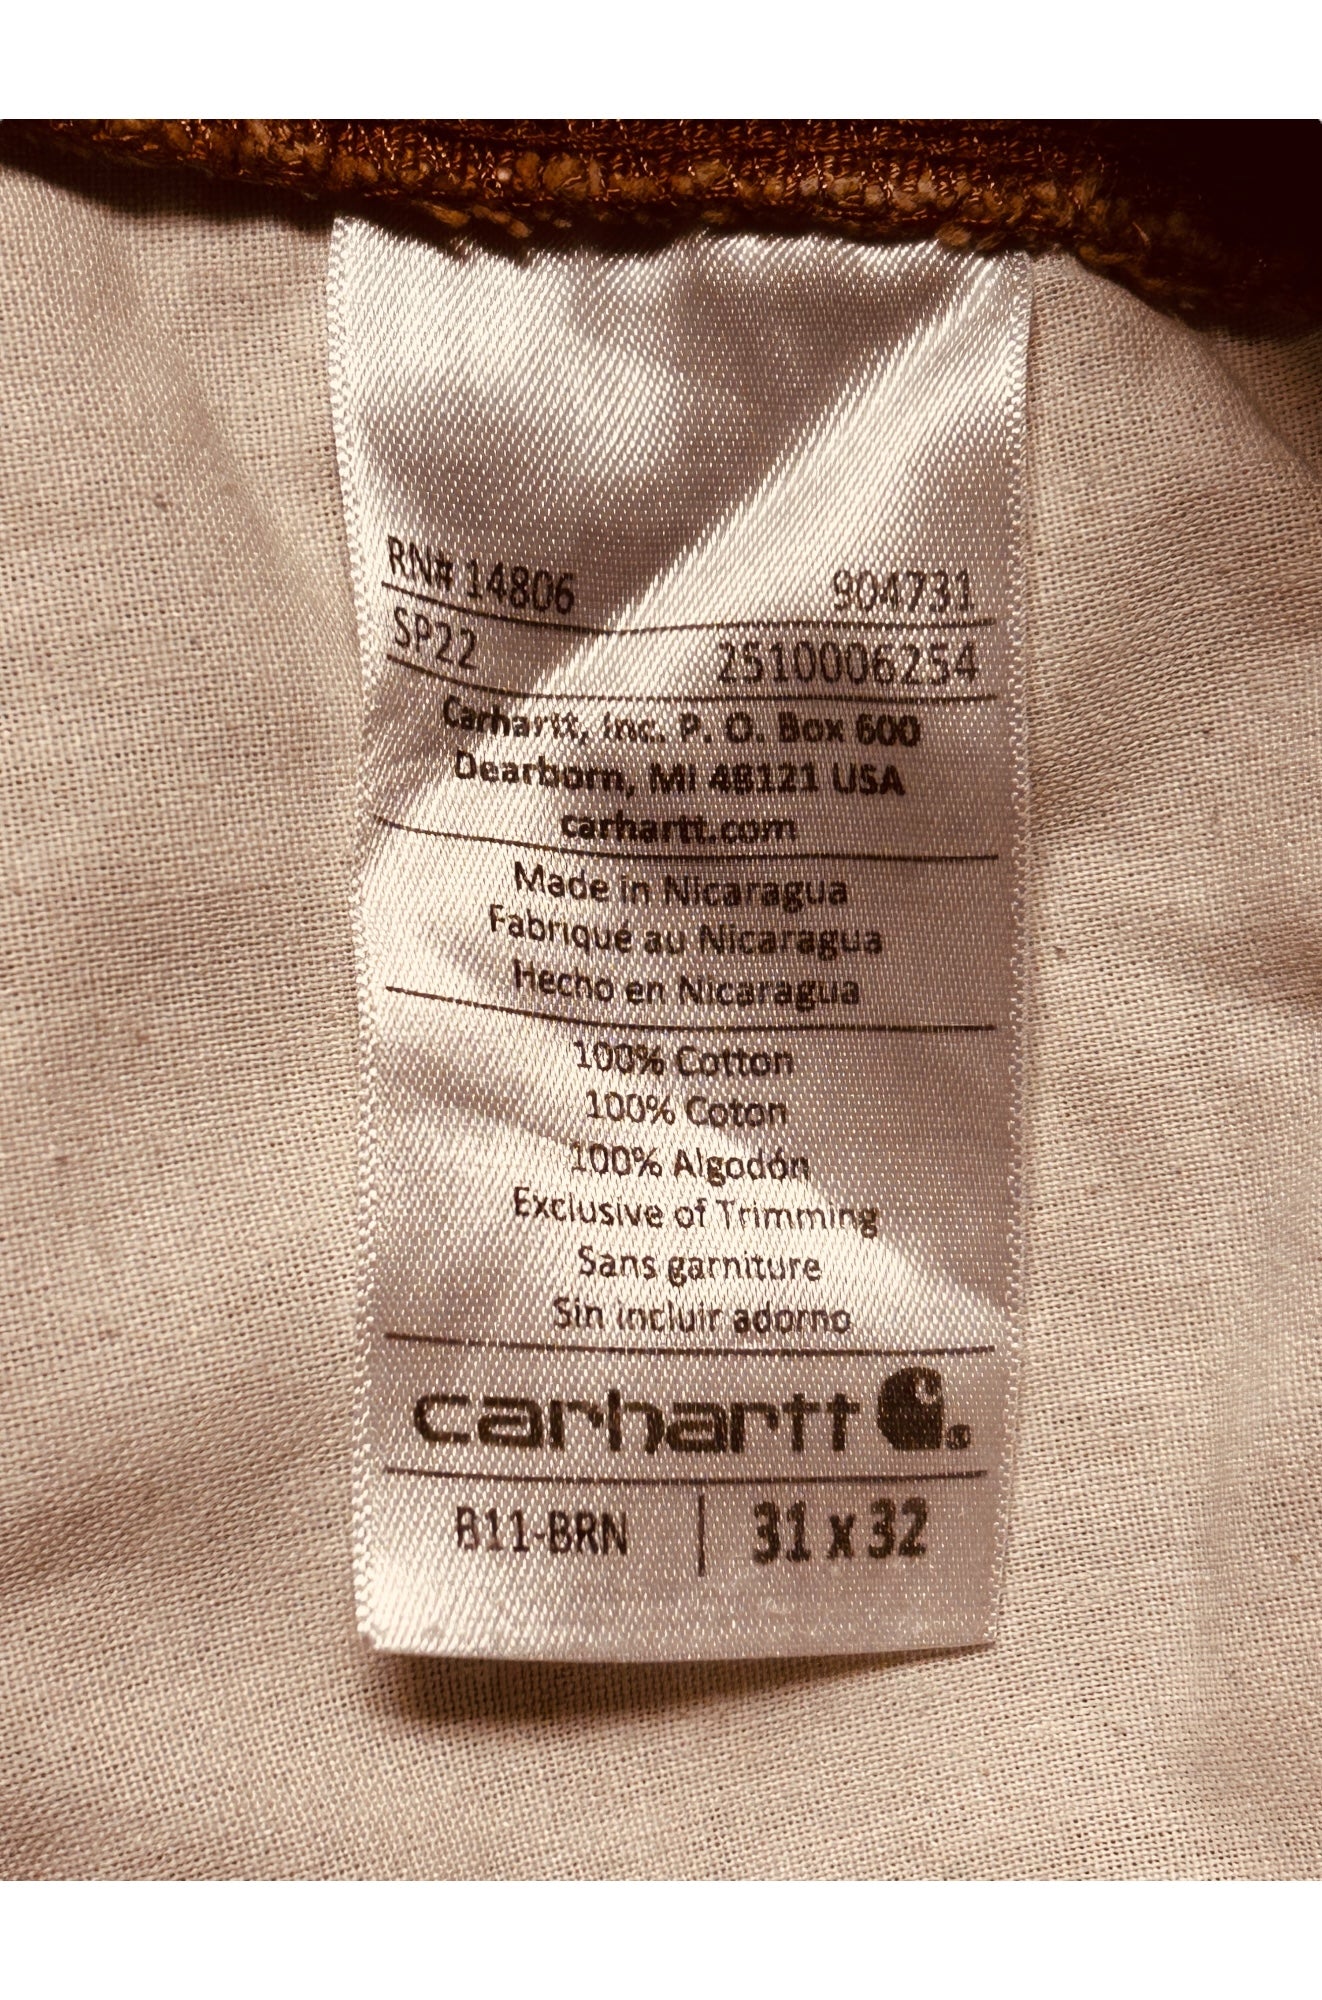 RN# 14806 904731
SP22 2510006254
Carhartt, Inc. P. O. Box 600
Dearborn, MI 48121 USA
carhartt.com
Made in Nicaragua
Fabriqué au Nicaragua
Hecho en Nicaragua
100% Cotton
100% Coton
100% Algodón
Exclusive of Trimming
Sans garniture
Sin incluir adorno
carhartt ®
B11-BRN | 31 x 32